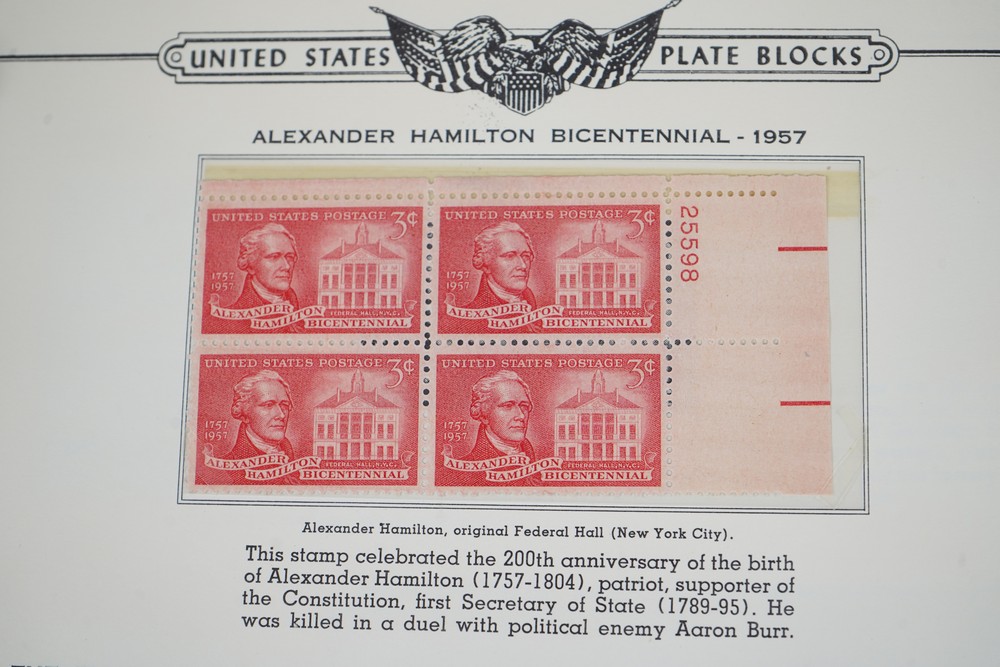 UNITED STATES PLATE BLOCKS
ALEXANDER HAMILTON BICENTENNIAL - 1957
UNITED STATES POSTAGE 3¢
1757
1957
FEDERAL HALL, N.Y.C.
ALEXANDER HAMILTON BICENTENNIAL
UNITED STATES POSTAGE 3¢
1757
1957
FEDERAL HALL, N.Y.C.
ALEXANDER HAMILTON BICENTENNIAL
25598
UNITED STATES POSTAGE 3¢
1757
1957
FEDERAL HALL, N.Y.C.
ALEXANDER HAMILTON BICENTENNIAL
UNITED STATES POSTAGE 3¢
1757
1957
FEDERAL HALL, N.Y.C.
ALEXANDER HAMILTON BICENTENNIAL
Alexander Hamilton, original Federal Hall (New York City).
This stamp celebrated the 200th anniversary of the birth
of Alexander Hamilton (1757-1804), patriot, supporter of
the Constitution, first Secretary of State (1789-95). He
was killed in a duel with political enemy Aaron Burr.